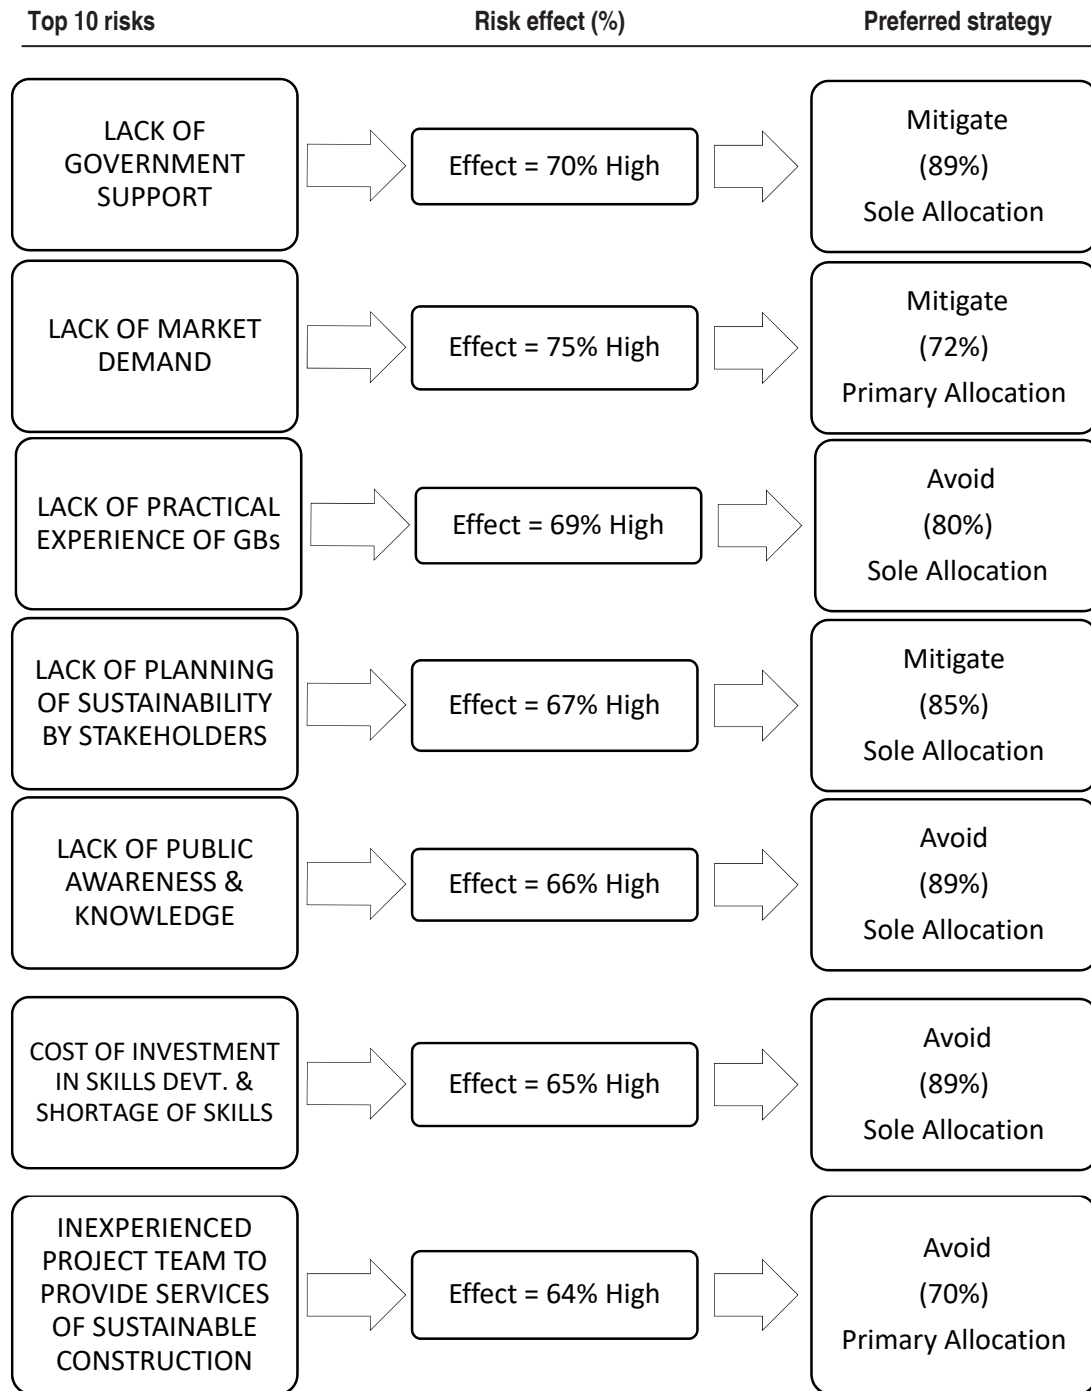 Top 10 risks
Risk effect (%)
Preferred strategy
LACK OF
GOVERNMENT
SUPPORT
Effect = 70% High
Mitigate
(89%)
Sole Allocation
LACK OF MARKET
DEMAND
Effect = 75% High
Mitigate
(72%)
Primary Allocation
LACK OF PRACTICAL
EXPERIENCE OF GBs
Effect = 69% High
Avoid
(80%)
Sole Allocation
LACK OF PLANNING
OF SUSTAINABILITY
BY STAKEHOLDERS
Effect = 67% High
Mitigate
(85%)
Sole Allocation
LACK OF PUBLIC
AWARENESS &
KNOWLEDGE
Effect = 66% High
Avoid
(89%)
Sole Allocation
COST OF INVESTMENT
IN SKILLS DEVT. &
SHORTAGE OF SKILLS
Effect = 65% High
Avoid
(89%)
Sole Allocation
INEXPERIENCED
PROJECT TEAM TO
PROVIDE SERVICES
OF SUSTAINABLE
CONSTRUCTION
Effect = 64% High
Avoid
(70%)
Primary Allocation